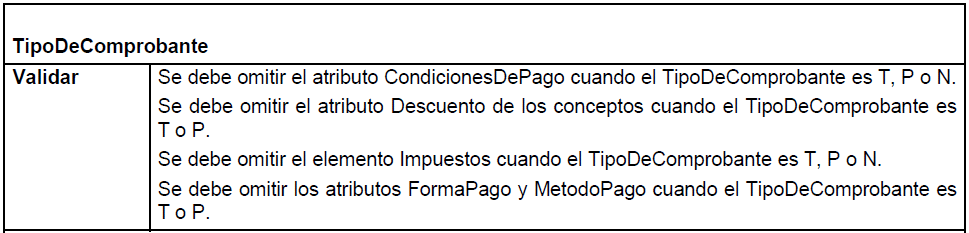 TipoDeComprobante
Validar
Se debe omitir el atributo CondicionesDePago cuando el TipoDeComprobante es T, P o N.
Se debe omitir el atributo Descuento de los conceptos cuando el TipoDeComprobante es
T o P.
Se debe omitir el elemento Impuestos cuando el TipoDeComprobante es T, P o N.
Se debe omitir los atributos FormaPago y MetodoPago cuando el TipoDeComprobante es
T o P.